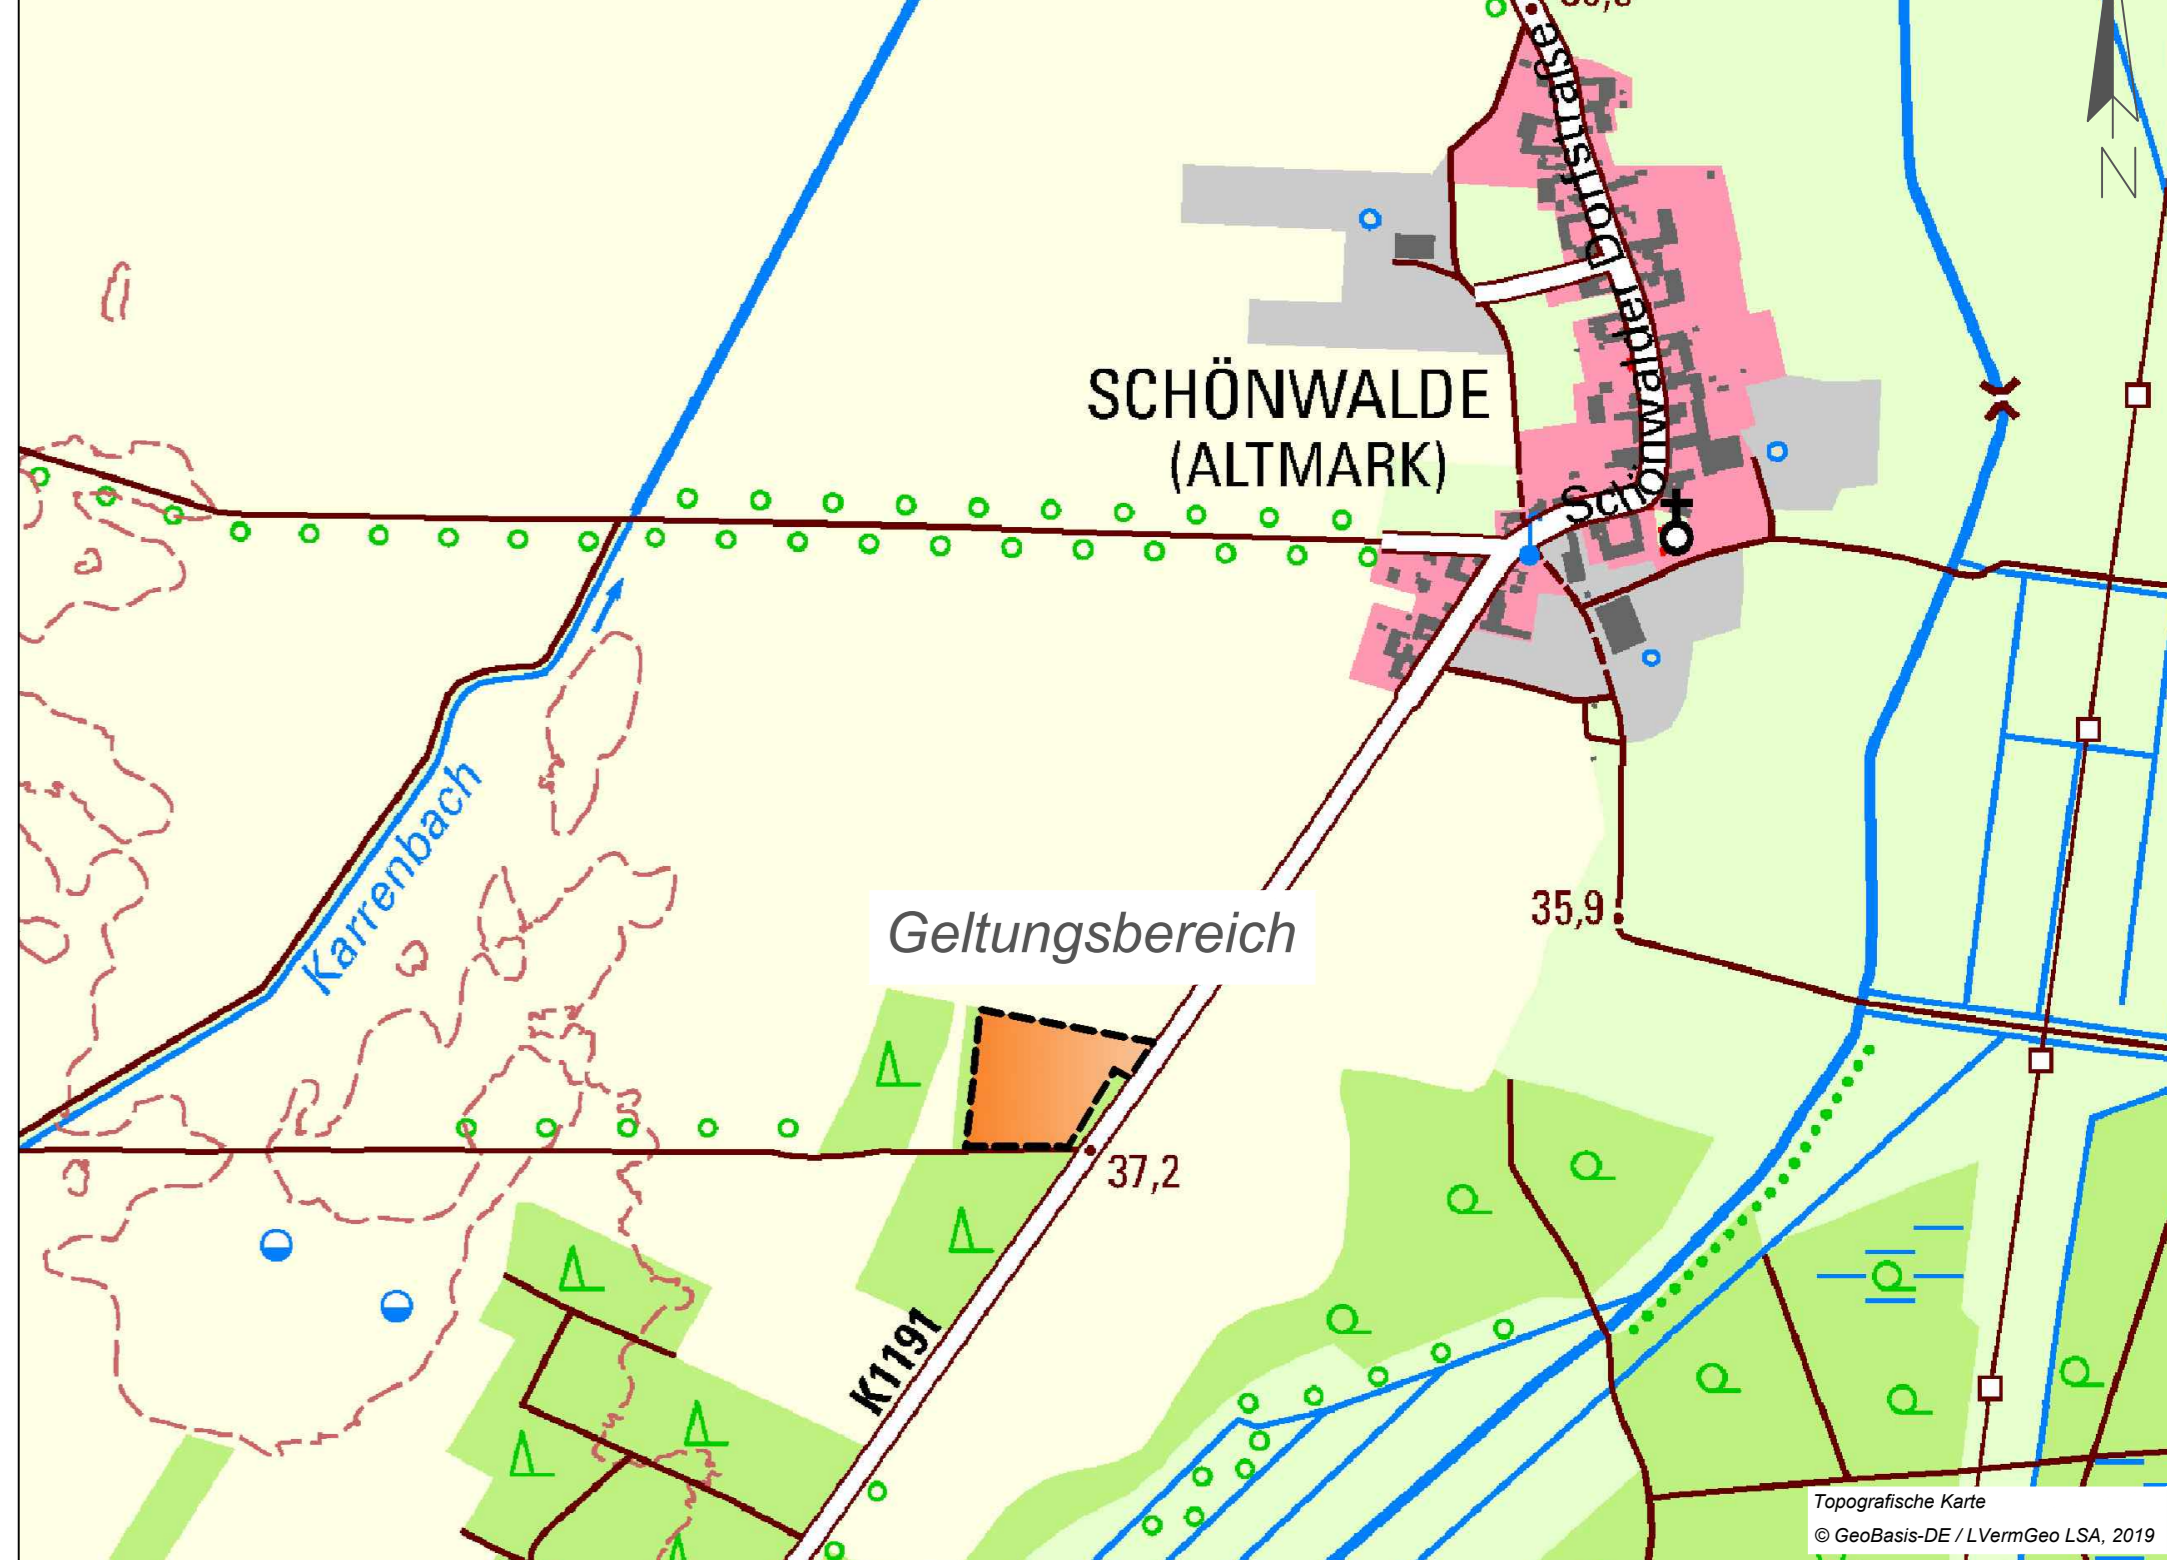 N
Schönwalder Dorfstraße
SCHÖNWALDE
(ALTMARK)
Karrenbach
Geltungsbereich
35,9
37,2
K1191
Topografische Karte
© GeoBasis-DE / LVermGeo LSA, 2019